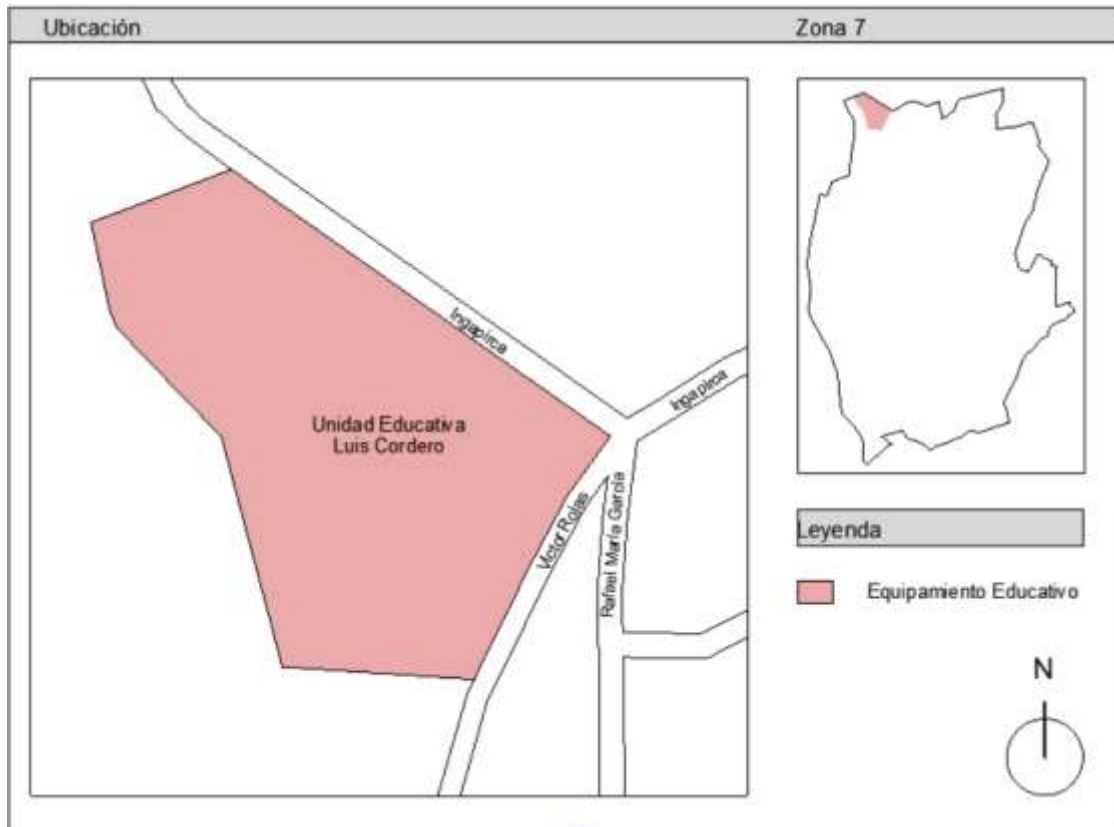 Ubicación
Zona 7
Ingapirca
Ingapirca
Unidad Educativa
Luis Cordero
Victor Rojas
Rafael María García
Leyenda
Equipamiento Educativo
N